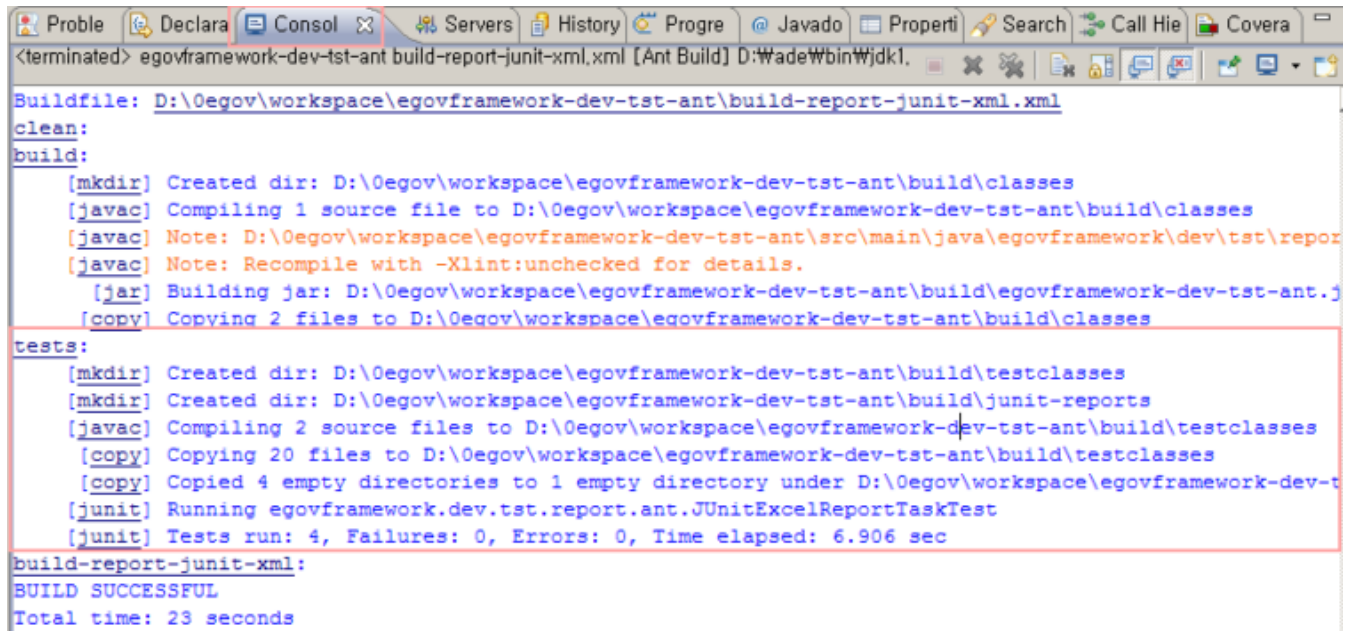 Proble Declara Consol Servers History Progre @ Javado Properti Search Call Hie Covera
<terminated> egovframework-dev-tst-ant build-report-junit-xml.xml [Ant Build] D:₩ade₩bin₩jdk1.
Buildfile: D:\0egov\workspace\egovframework-dev-tst-ant\build-report-junit-xml.xml
clean:
build:
[mkdir] Created dir: D:\0egov\workspace\egovframework-dev-tst-ant\build\classes
[javac] Compiling 1 source file to D:\0egov\workspace\egovframework-dev-tst-ant\build\classes
[javac] Note: D:\0egov\workspace\egovframework-dev-tst-ant\src\main\java\egovframework\dev\tst\repor
[javac] Note: Recompile with -Xlint:unchecked for details.
[jar] Building jar: D:\0egov\workspace\egovframework-dev-tst-ant\build\egovframework-dev-tst-ant.j
[copy] Copying 2 files to D:\0egov\workspace\egovframework-dev-tst-ant\build\classes
tests:
[mkdir] Created dir: D:\0egov\workspace\egovframework-dev-tst-ant\build\testclasses
[mkdir] Created dir: D:\0egov\workspace\egovframework-dev-tst-ant\build\junit-reports
[javac] Compiling 2 source files to D:\0egov\workspace\egovframework-dev-tst-ant\build\testclasses
[copy] Copying 20 files to D:\0egov\workspace\egovframework-dev-tst-ant\build\testclasses
[copy] Copied 4 empty directories to 1 empty directory under D:\0egov\workspace\egovframework-dev-t
[junit] Running egovframework.dev.tst.report.ant.JUnitExcelReportTaskTest
[junit] Tests run: 4, Failures: 0, Errors: 0, Time elapsed: 6.906 sec
build-report-junit-xml:
BUILD SUCCESSFUL
Total time: 23 seconds